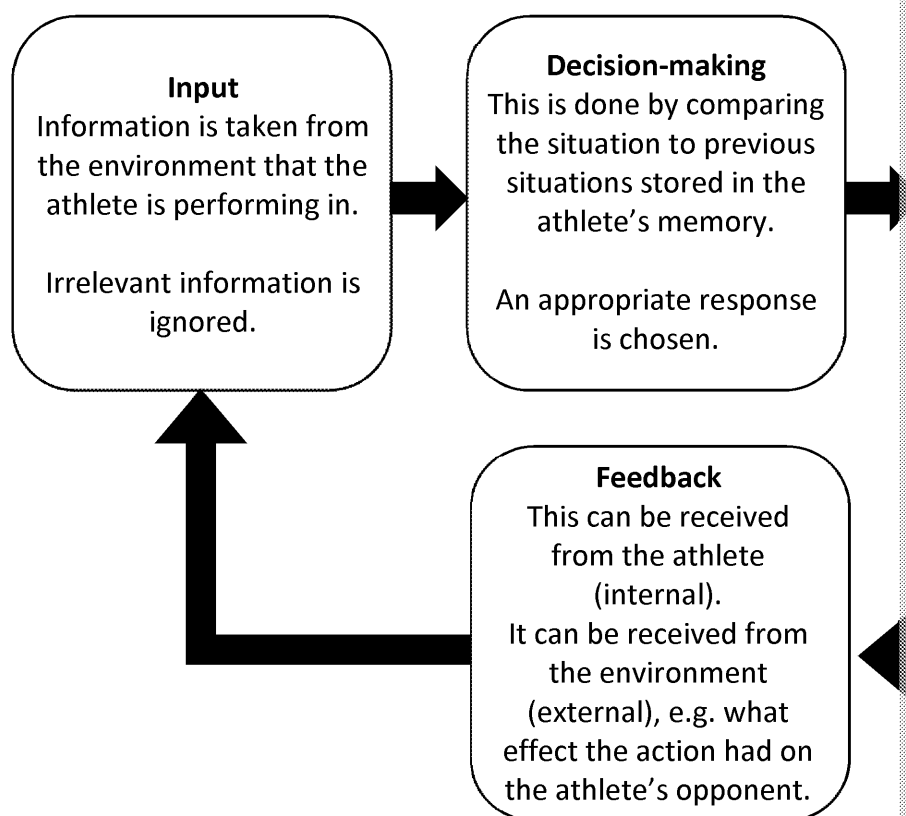 Input
Information is taken from
the environment that the
athlete is performing in.
Irrelevant information is
ignored.
Decision-making
This is done by comparing
the situation to previous
situations stored in the
athlete’s memory.
An appropriate response
is chosen.
Feedback
This can be received
from the athlete
(internal).
It can be received from
the environment
(external), e.g. what
effect the action had on
the athlete’s opponent.